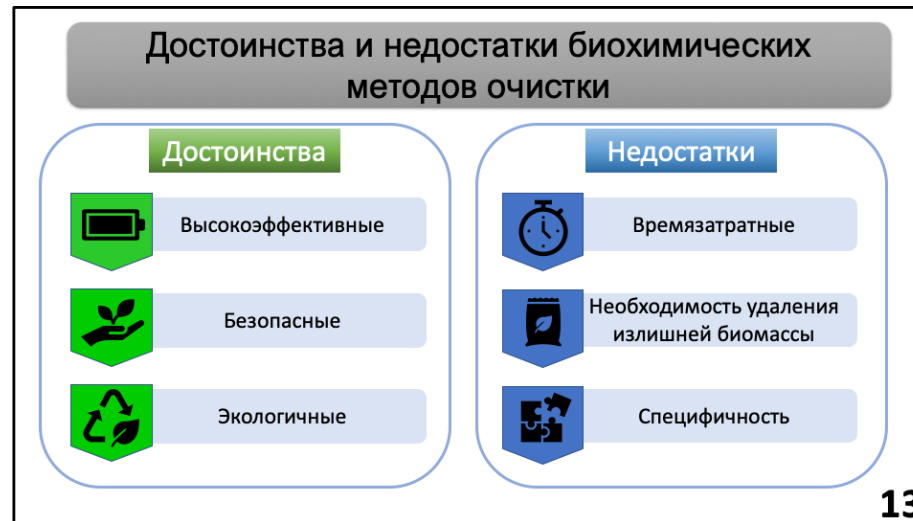 Достоинства и недостатки биохимических
методов очистки
Достоинства
Высокоэффективные
Безопасные
Экологичные
Недостатки
Времязатратные
Необходимость удаления
излишней биомассы
Специфичность
13